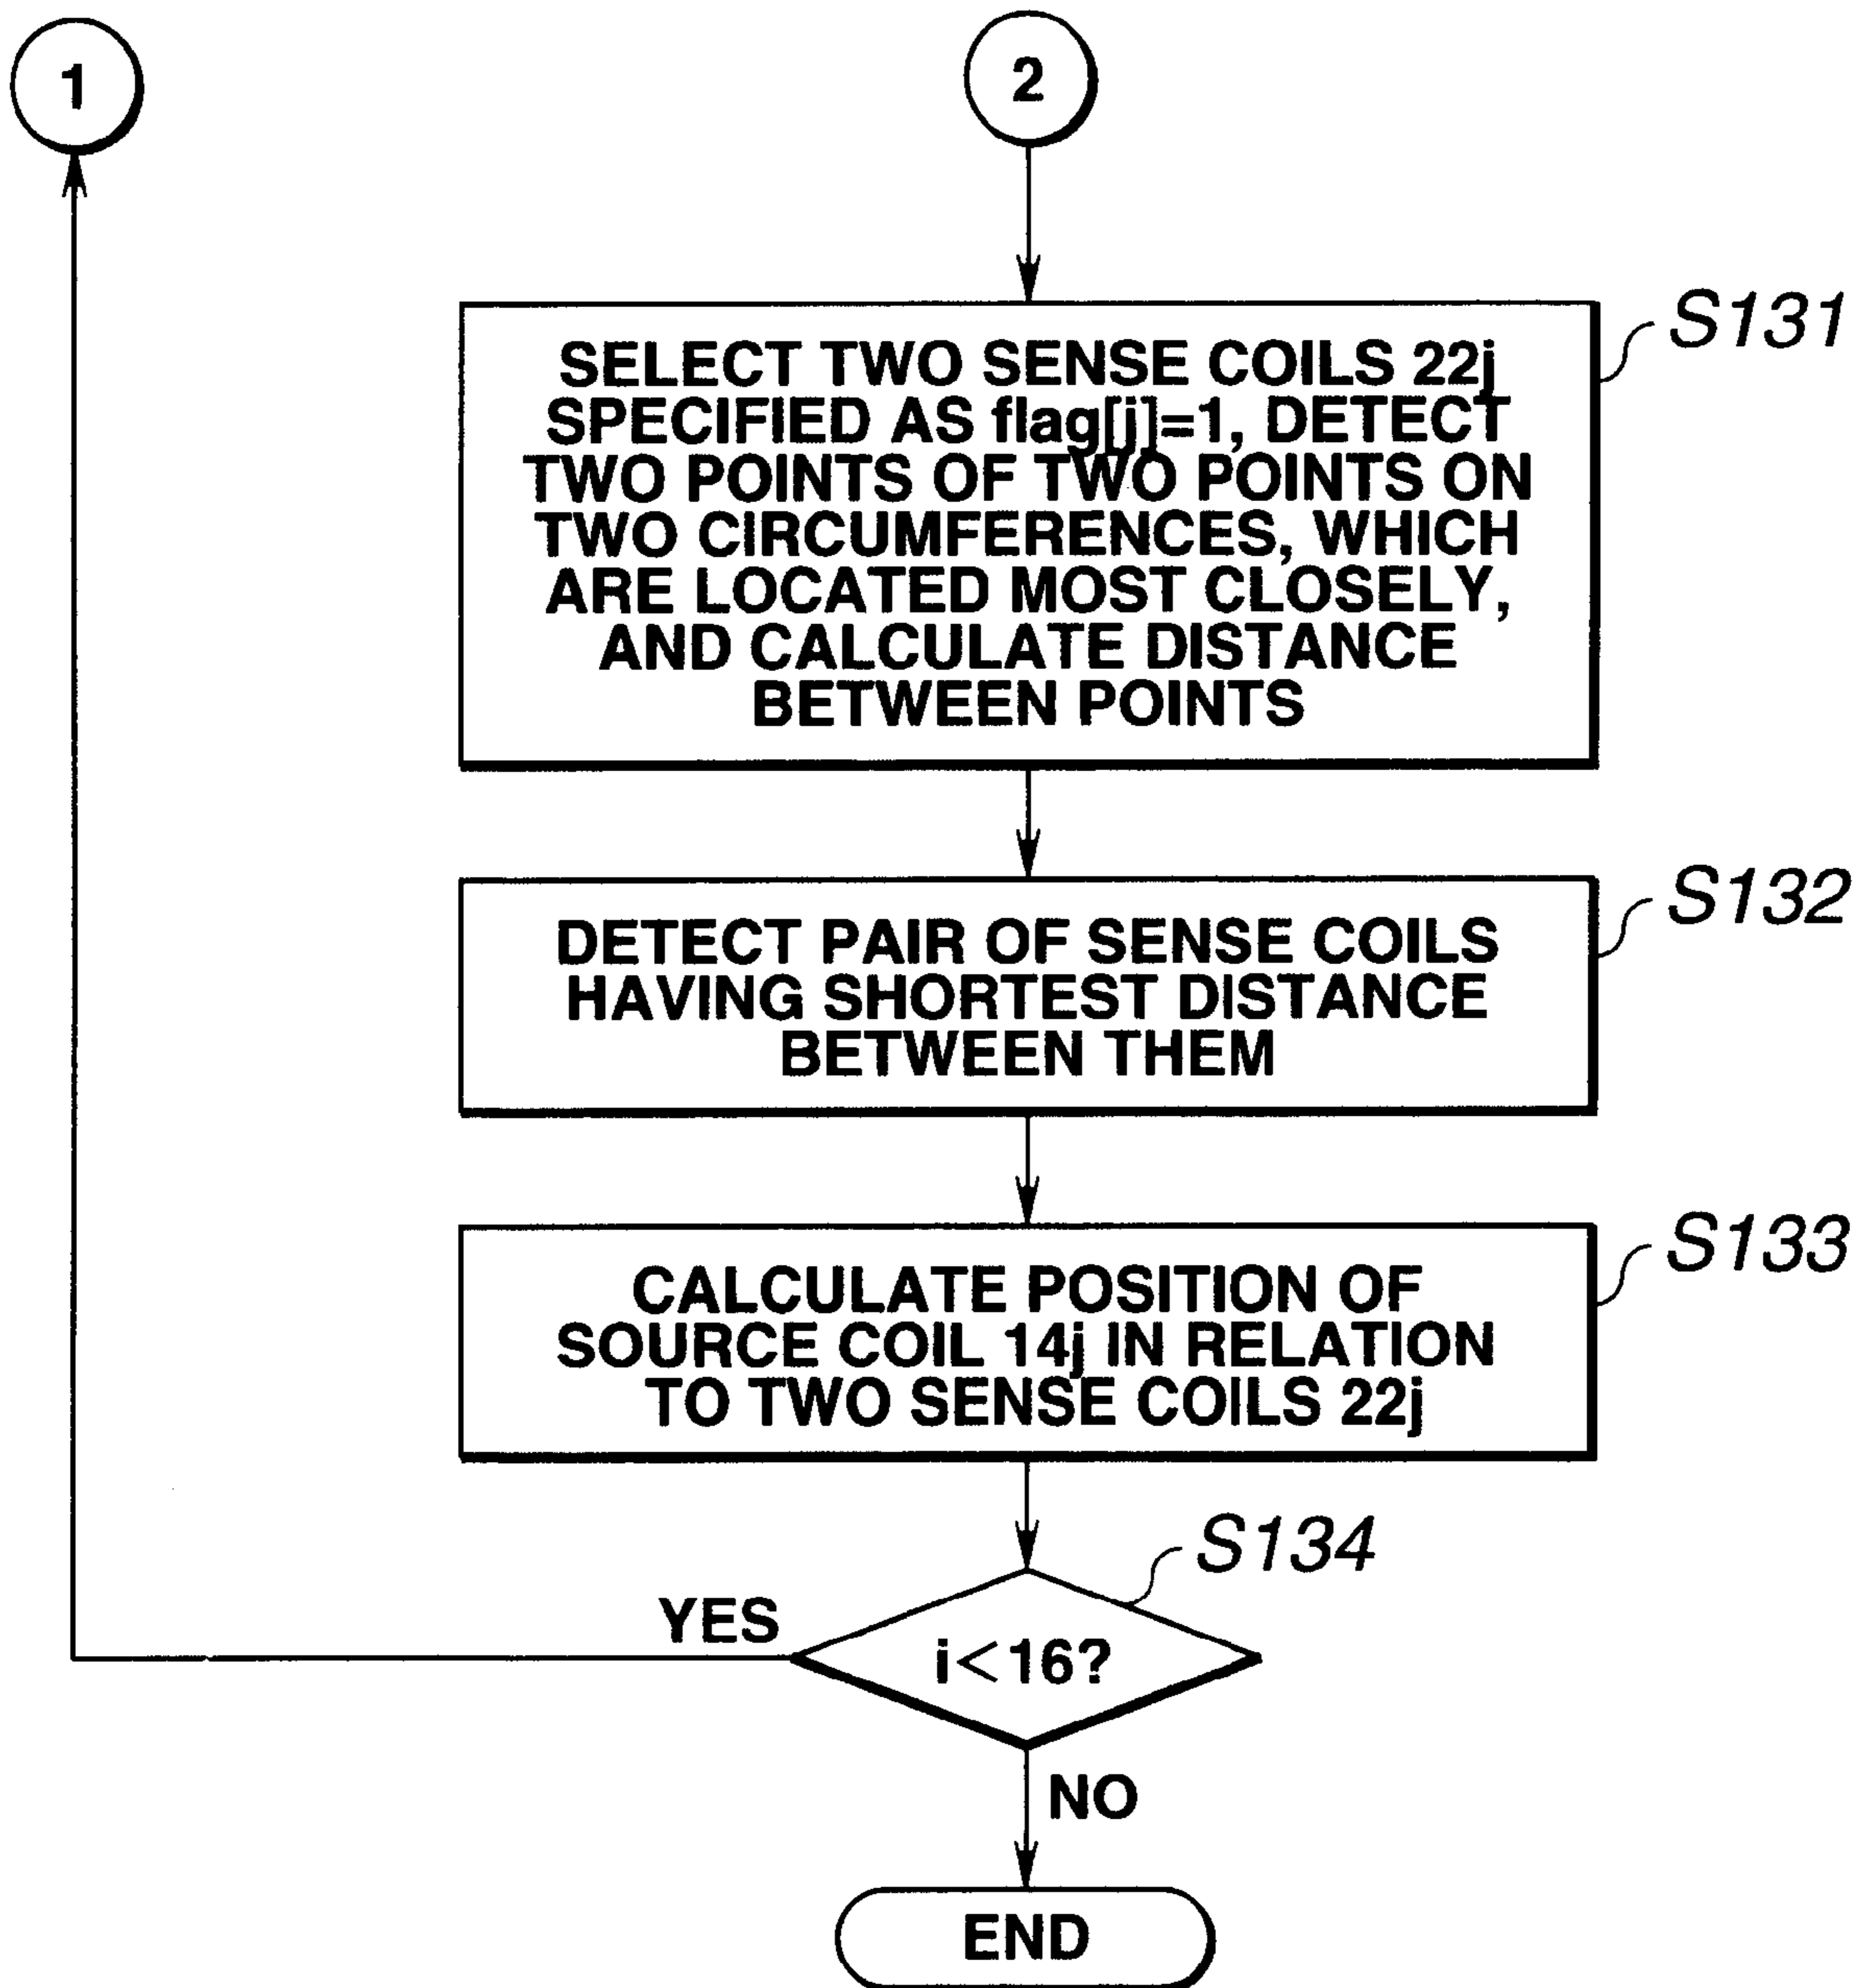 1
2
SELECT TWO SENSE COILS 22j
SPECIFIED AS flag[j]=1, DETECT
TWO POINTS OF TWO POINTS ON
TWO CIRCUMFERENCES, WHICH
ARE LOCATED MOST CLOSELY,
AND CALCULATE DISTANCE
BETWEEN POINTS
S131
DETECT PAIR OF SENSE COILS
HAVING SHORTEST DISTANCE
BETWEEN THEM
S132
CALCULATE POSITION OF
SOURCE COIL 14j IN RELATION
TO TWO SENSE COILS 22j
S133
S134
YES
i<16?
NO
END